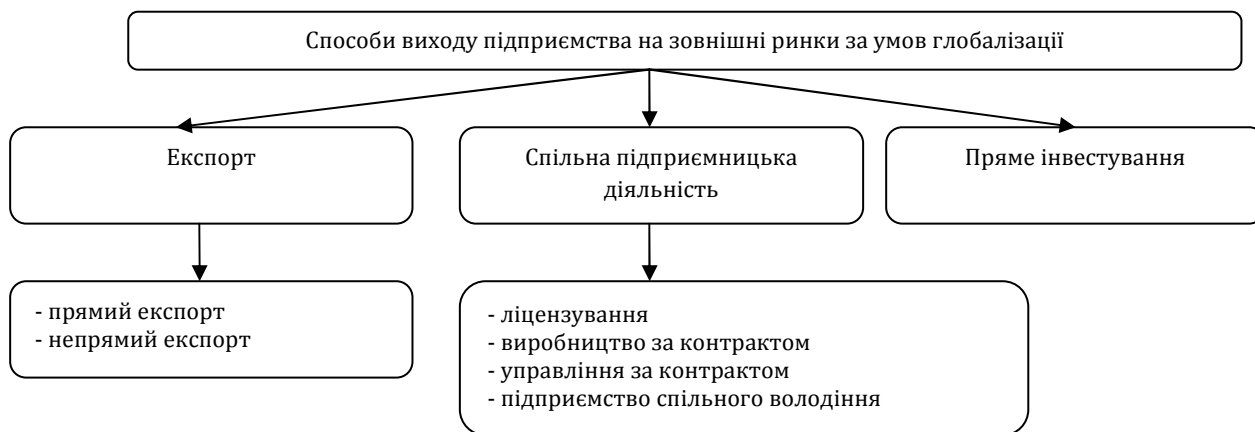 Способи виходу підприємства на зовнішні ринки за умов глобалізації
Експорт
Спільна підприємницька
діяльність
Пряме інвестування
- прямий експорт
- непрямий експорт
- ліцензування
- виробництво за контрактом
- управління за контрактом
- підприємство спільного володіння